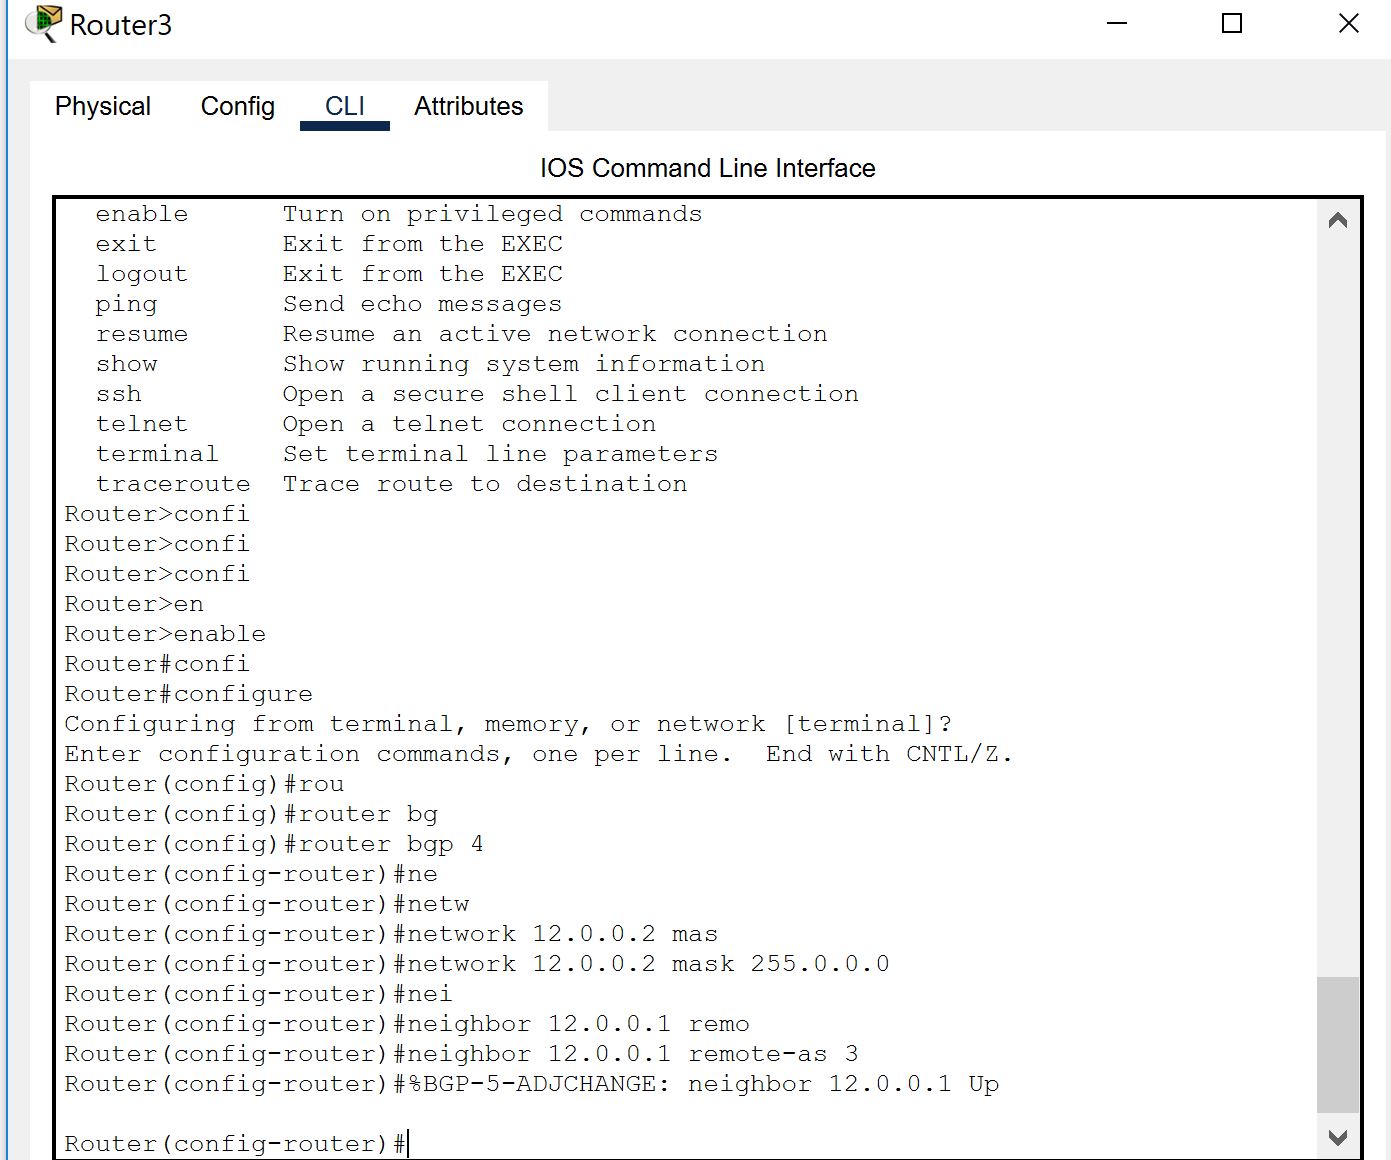 Router3
Physical Config CLI Attributes
IOS Command Line Interface
enable Turn on privileged commands
exit Exit from the EXEC
logout Exit from the EXEC
ping Send echo messages
resume Resume an active network connection
show Show running system information
ssh Open a secure shell client connection
telnet Open a telnet connection
terminal Set terminal line parameters
traceroute Trace route to destination
Router>confi
Router>confi
Router>confi
Router>en
Router>enable
Router#confi
Router#configure
Configuring from terminal, memory, or network [terminal]?
Enter configuration commands, one per line.  End with CNTL/Z.
Router(config)#rou
Router(config)#router bg
Router(config)#router bgp 4
Router(config-router)#ne
Router(config-router)#netw
Router(config-router)#network 12.0.0.2 mas
Router(config-router)#network 12.0.0.2 mask 255.0.0.0
Router(config-router)#nei
Router(config-router)#neighbor 12.0.0.1 remo
Router(config-router)#neighbor 12.0.0.1 remote-as 3
Router(config-router)#%BGP-5-ADJCHANGE: neighbor 12.0.0.1 Up
Router(config-router)#